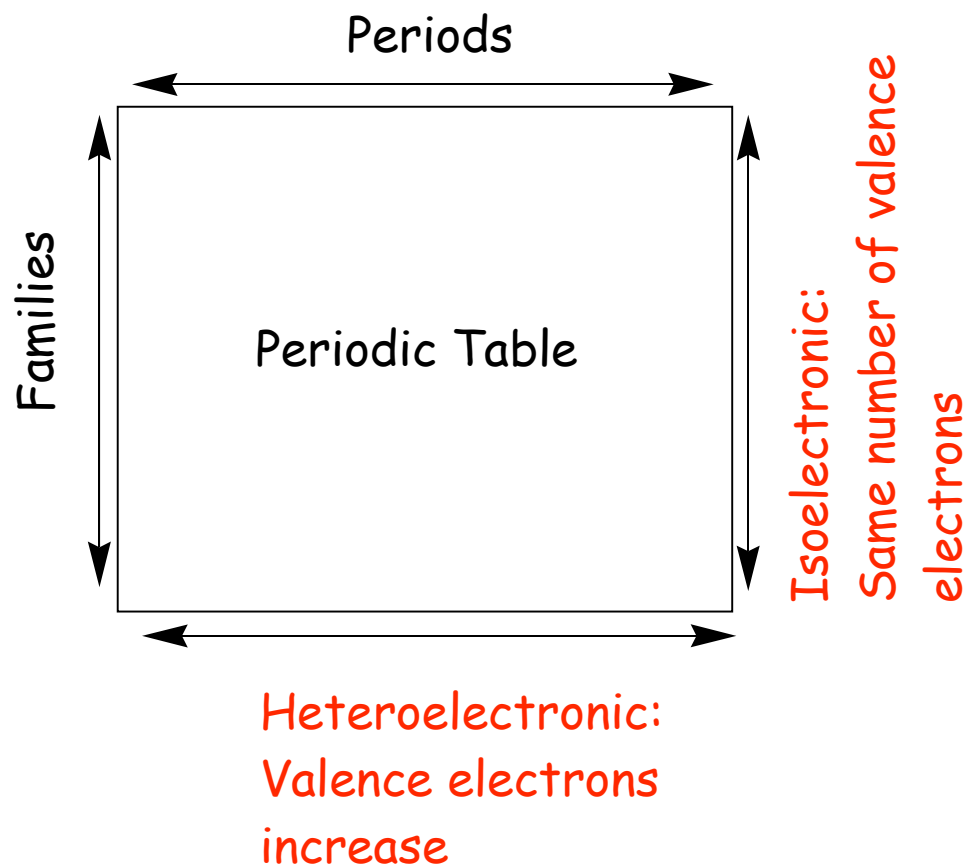 Periods
Families
Periodic Table
Isoelectronic:
Same number of valence
electrons
Heteroelectronic:
Valence electrons
increase